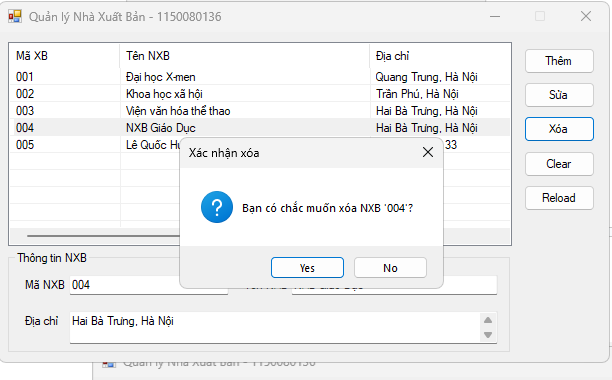 Quản lý Nhà Xuất Bản - 1150080136
Mã XB Tên NXB Địa chỉ
001 Đại học X-men Quang Trung, Hà Nội
002 Khoa học xã hội Trần Phú, Hà Nội
003 Viện văn hóa thể thao Hai Bà Trưng, Hà Nội
004 NXB Giáo Dục Hai Bà Trưng, Hà Nội
005 Lê Quốc 33
Thêm
Sửa
Xóa
Clear
Reload
Xác nhận xóa
Bạn có chắc muốn xóa NXB '004'?
Yes No
Thông tin NXB
Mã NXB 004
Địa chỉ Hai Bà Trưng, Hà Nội
Quản lý Nhà Xuất Bản - 1150080136